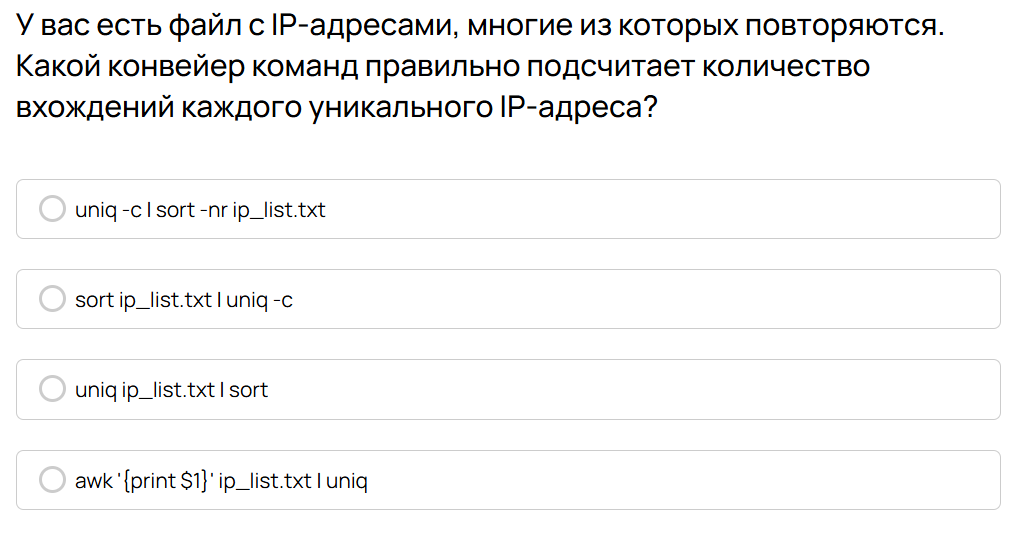 У вас есть файл с IP-адресами, многие из которых повторяются.
Какой конвейер команд правильно подсчитает количество
вхождений каждого уникального IP-адреса?
uniq -c | sort -nr ip_list.txt
sort ip_list.txt | uniq -c
uniq ip_list.txt | sort
awk '{print $1}' ip_list.txt | uniq